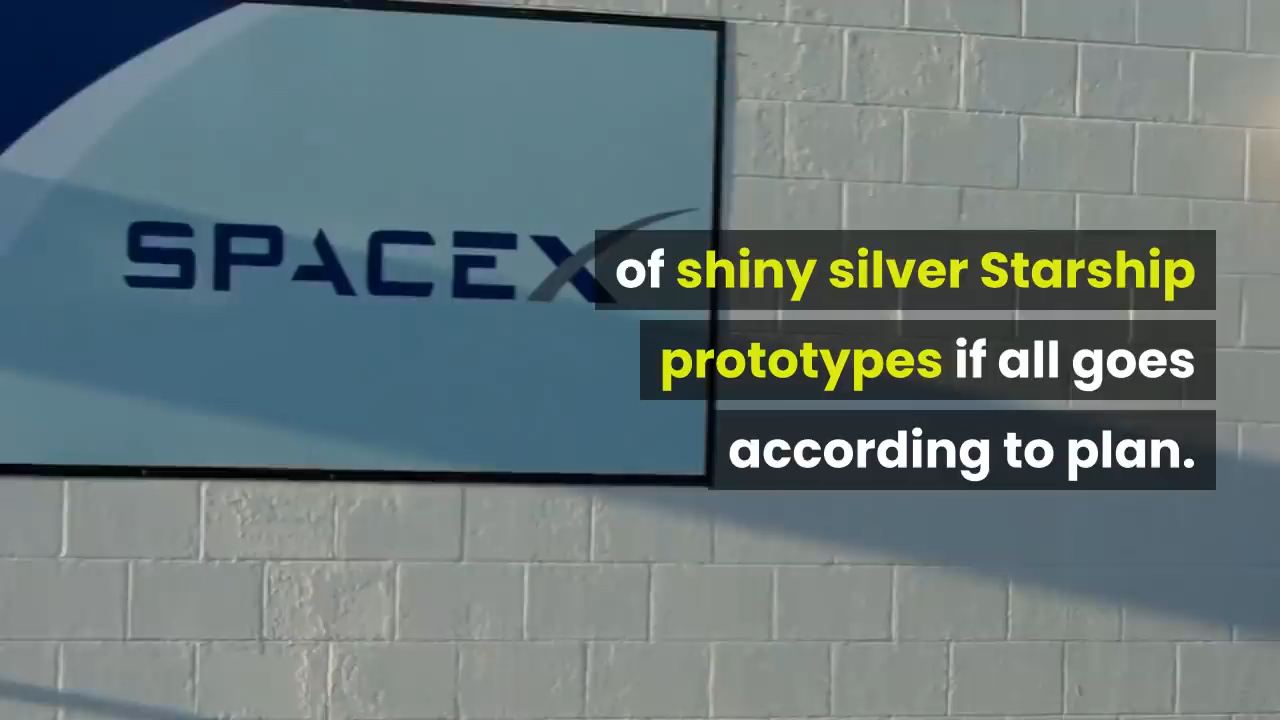 SPACEX
of shiny silver Starship
prototypes if all goes
according to plan.